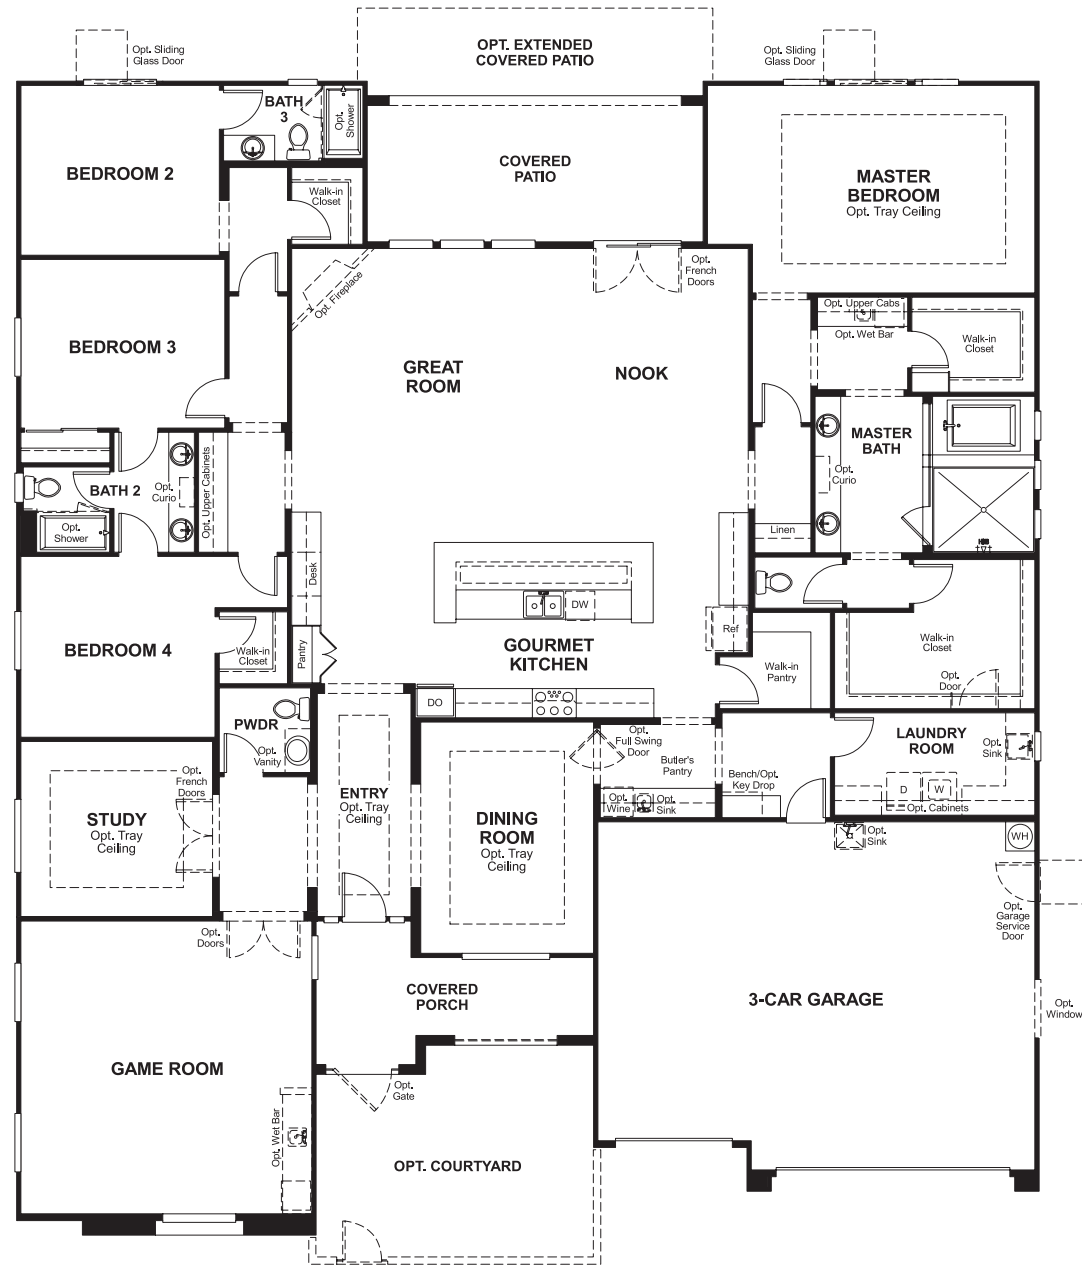 Opt. Sliding
Glass Door
OPT. EXTENDED
COVERED PATIO
Opt. Sliding
Glass Door
BATH
3
Opt.
Shower
BEDROOM 2
Walk-in
Closet
COVERED
PATIO
MASTER
BEDROOM
Opt. Tray Ceiling
Opt. Fireplace
Opt.
French
Doors
Opt. Upper Cabs
Opt. Wet Bar
Walk-in
Closet
BEDROOM 3
GREAT
ROOM
NOOK
MASTER
BATH
Opt.
Curio
BATH 2
Opt.
Curio
Opt. Upper Cabinets
Opt.
Shower
Linen
Desk
DW
Ref
GOURMET
KITCHEN
BEDROOM 4
Walk-in
Closet
Pantry
Walk-in
Pantry
Walk-in
Closet
Opt.
Door
DO
PWDR
Opt.
Vanity
Opt.
Full Swing
Door
Butler's
Pantry
LAUNDRY
ROOM
Opt.
Sink
Bench/Opt.
Key Drop
D
W
Opt. Cabinets
Opt.
French
Doors
STUDY
Opt. Tray
Ceiling
ENTRY
Opt. Tray
Ceiling
DINING
ROOM
Opt. Tray
Ceiling
Opt.
Wine
Opt.
Sink
Opt.
Sink
WH
Opt.
Garage
Service
Door
Opt.
Doors
COVERED
PORCH
3-CAR GARAGE
Opt.
Window
GAME ROOM
Opt.
Gate
Opt. Wet Bar
OPT. COURTYARD